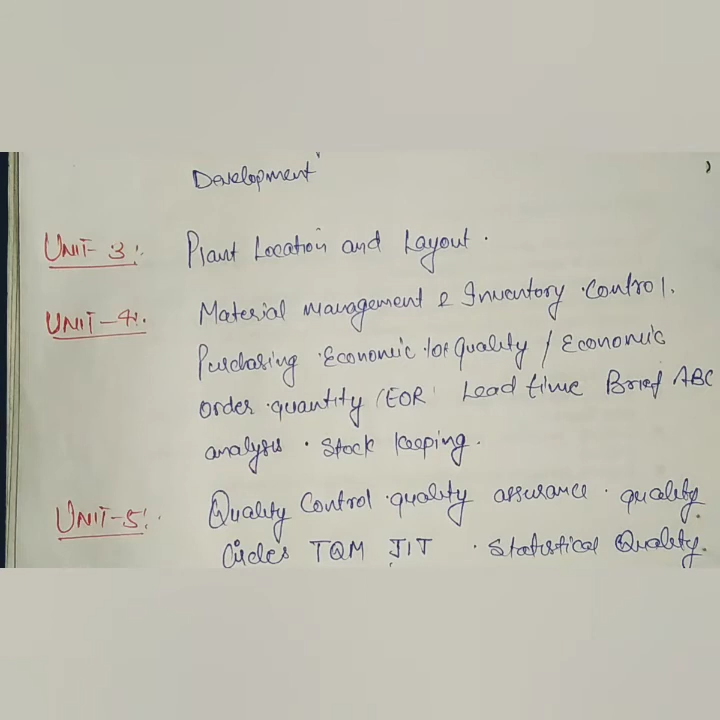 Development
UNIT-3:. Plant Location and Layout.
UNIT-4:. Material management & Inventory control.
Purchasing Economic lot quality / Economic
order quantity (EOR Lead time Brief ABC
analysis. Stock keeping.
UNIT-5:. Quality Control quality assurance. quality
Circles TQM JIT. Statistical Quality.